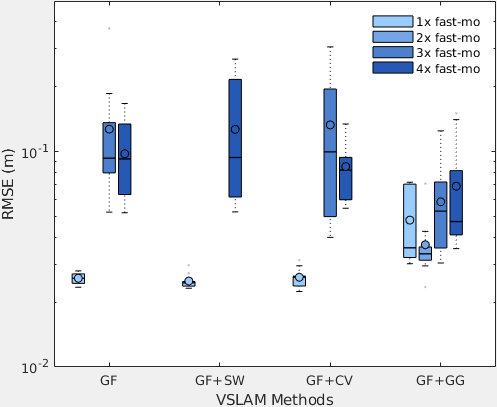 1x fast-mo
2x fast-mo
3x fast-mo
4x fast-mo
RMSE (m)
10-1
10-2
GF
GF+SW
GF+CV
GF+GG
VSLAM Methods